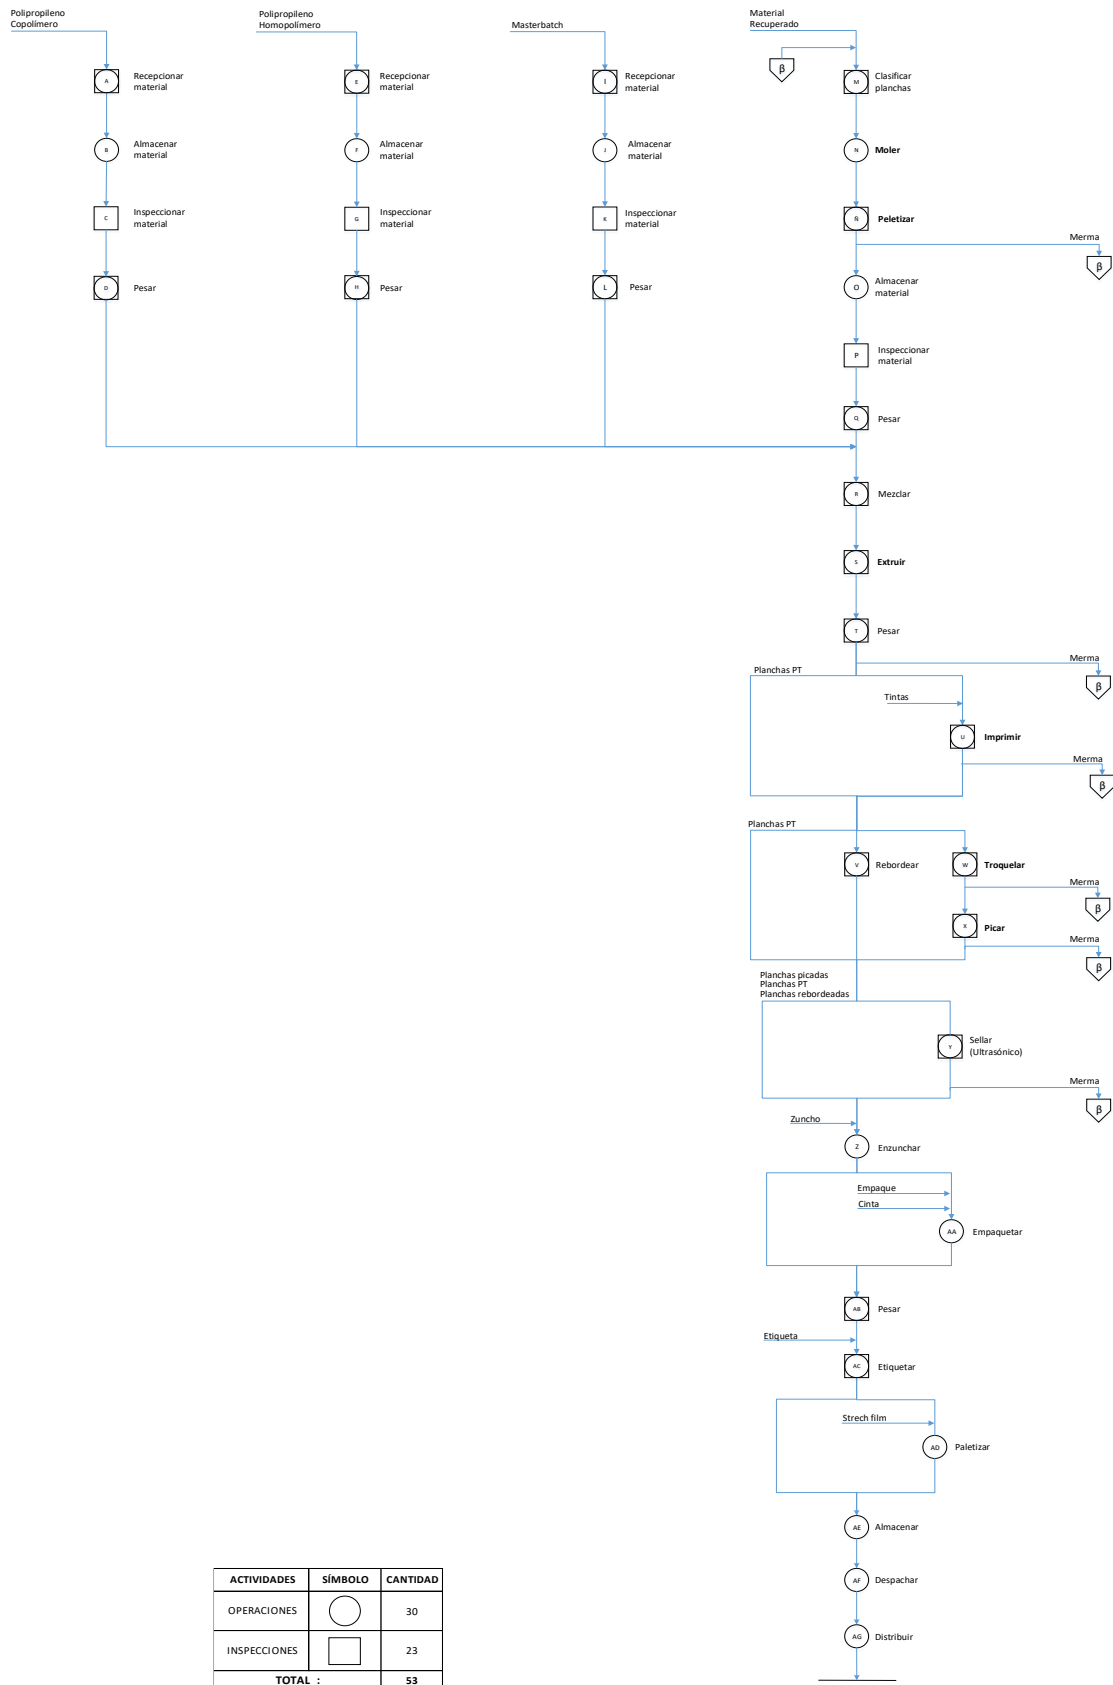 Polipropileno
Copolímero
Polipropileno
Homopolímero
Masterbatch
Material
Recuperado
β
A
Recepcionar
material
E
Recepcionar
material
I
Recepcionar
material
M
Clasificar
planchas
B
Almacenar
material
F
Almacenar
material
J
Almacenar
material
N
Moler
C
Inspeccionar
material
G
Inspeccionar
material
K
Inspeccionar
material
Ñ
Peletizar
Merma
β
D
Pesar
H
Pesar
L
Pesar
O
Almacenar
material
P
Inspeccionar
material
Q
Pesar
R
Mezclar
S
Extruir
T
Pesar
Merma
β
Planchas PT
Tintas
U
Imprimir
Merma
β
Planchas PT
V
Rebordear
W
Troquelar
Merma
β
X
Picar
Merma
β
Planchas picadas
Planchas PT
Planchas rebordeadas
Y
Sellar
(Ultrasónico)
Merma
β
Zuncho
Z
Enzunchar
Empaque
Cinta
AA
Empaquetar
AB
Pesar
Etiqueta
AC
Etiquetar
Strech film
AD
Paletizar
AE
Almacenar
AF
Despachar
AG
Distribuir
ACTIVIDADES SÍMBOLO CANTIDAD
OPERACIONES 30
INSPECCIONES 23
TOTAL : 53